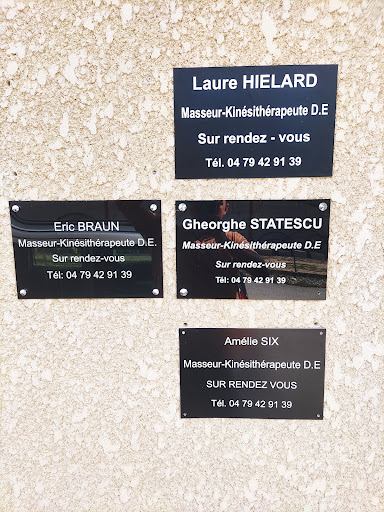 Laure HIELARD
Masseur-Kinésithérapeute D.E
Sur rendez - vous
Tél. 04 79 42 91 39
Eric BRAUN
Masseur-Kinésithérapeute D.E.
Sur rendez-vous
Tél: 04 79 42 91 39
Gheorghe STATESCU
Masseur-Kinésithérapeute D.E
Sur rendez-vous
Tél: 04 79 42 91 39
Amélie SIX
Masseur-Kinésithérapeute D.E
SUR RENDEZ VOUS
Tél. 04 79 42 91 39